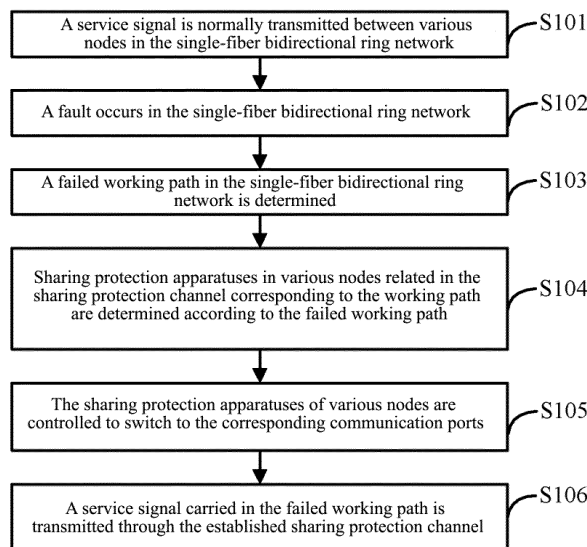 A service signal is normally transmitted between various
nodes in the single-fiber bidirectional ring network
S101
A fault occurs in the single-fiber bidirectional ring network
S102
A failed working path in the single-fiber bidirectional ring
network is determined
S103
Sharing protection apparatuses in various nodes related in the
sharing protection channel corresponding to the working path
are determined according to the failed working path
S104
The sharing protection apparatuses of various nodes are
controlled to switch to the corresponding communication ports
S105
A service signal carried in the failed working path is
transmitted through the established sharing protection channel
S106